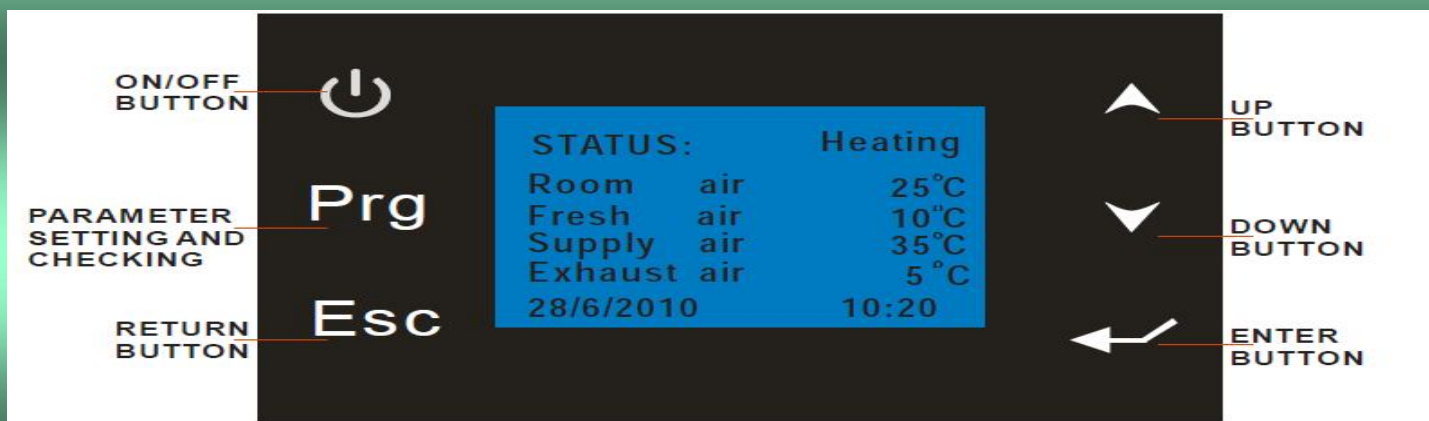 ON/OFF
BUTTON
PARAMETER
SETTING AND
CHECKING
RETURN
BUTTON
Prg
Esc
STATUS: Heating
Room air 25°C
Fresh air 10°C
Supply air 35°C
Exhaust air 5°C
28/6/2010 10:20
UP
BUTTON
DOWN
BUTTON
ENTER
BUTTON